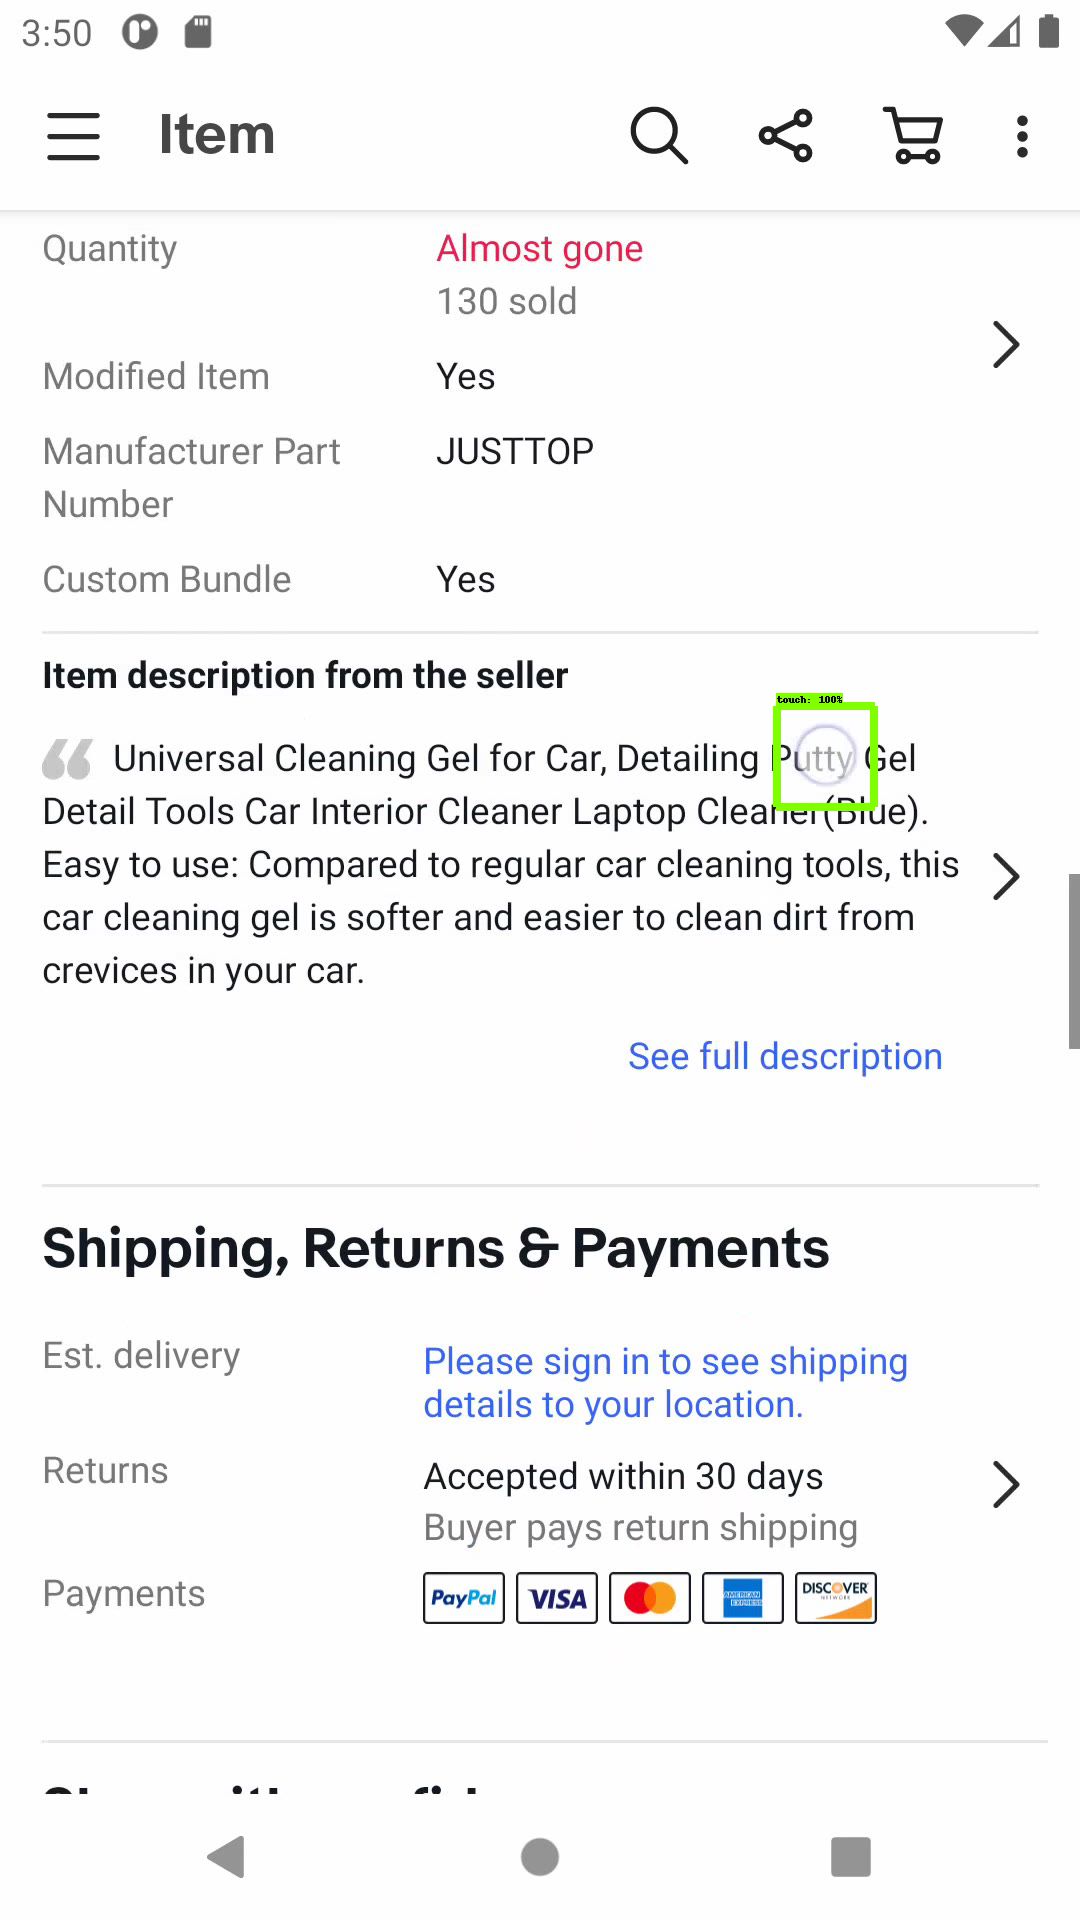 3:50
Item
Quantity
Almost gone
130 sold
Modified Item
Yes
Manufacturer Part Number
JUSTTOP
Custom Bundle
Yes
Item description from the seller
touch: 100%
Universal Cleaning Gel for Car, Detailing Putty Gel
Detail Tools Car Interior Cleaner Laptop Cleaner(Blue).
Easy to use: Compared to regular car cleaning tools, this
car cleaning gel is softer and easier to clean dirt from
crevices in your car.
See full description
Shipping, Returns & Payments
Est. delivery
Please sign in to see shipping
details to your location.
Returns
Accepted within 30 days
Buyer pays return shipping
Payments
PayPal
VISA
AMERICAN EXPRESS
DISCOVER
NETWORK